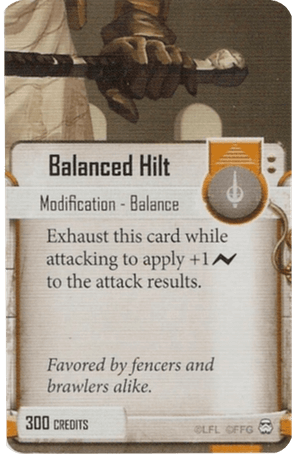 Balanced Hilt
Modification - Balance
Exhaust this card while
attacking to apply +1
to the attack results.
Favored by fencers and
brawlers alike.
300 CREDITS
©LFL ©FFG